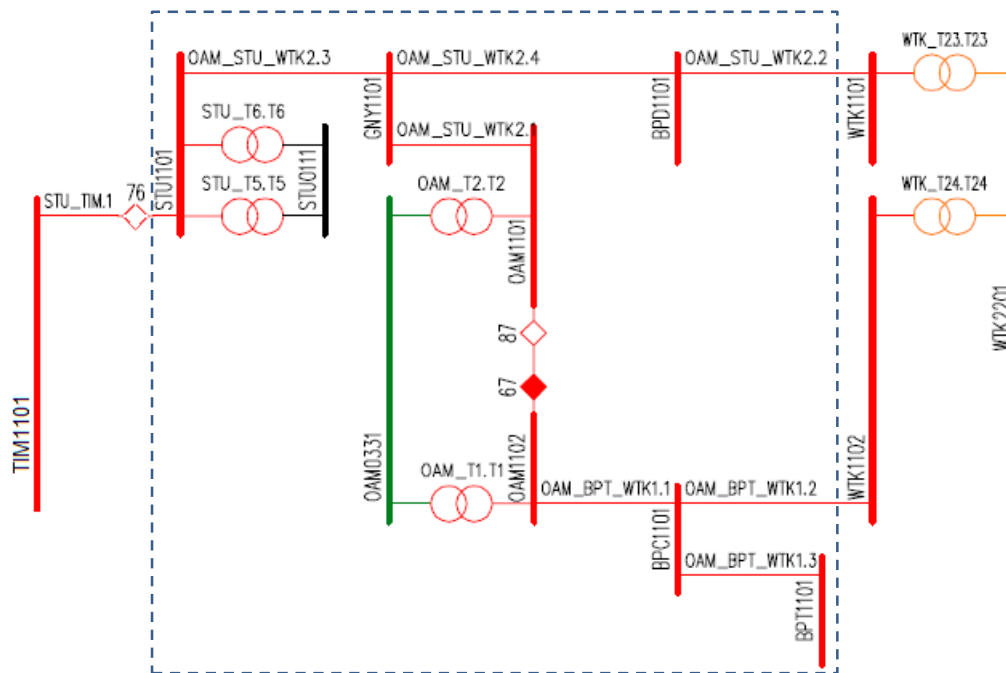 OAM_STU_WTK2.3
OAM_STU_WTK2.4
OAM_STU_WTK2.2
WTK_T23.T23
STU_T6.T6
GNY1101
BPD1101
WTK1101
OAM_STU_WTK2.
STU_T5.T5
STU1101
STU0111
OAM_T2.T2
WTK_T24.T24
STU_TIM.1
76
OAM1101
87
67
WTK2201
TIM1101
OAM0331
OAM_T1.T1
OAM1102
OAM_BPT_WTK1.1
OAM_BPT_WTK1.2
WTK1102
BPC1101
OAM_BPT_WTK1.3
BPT1101